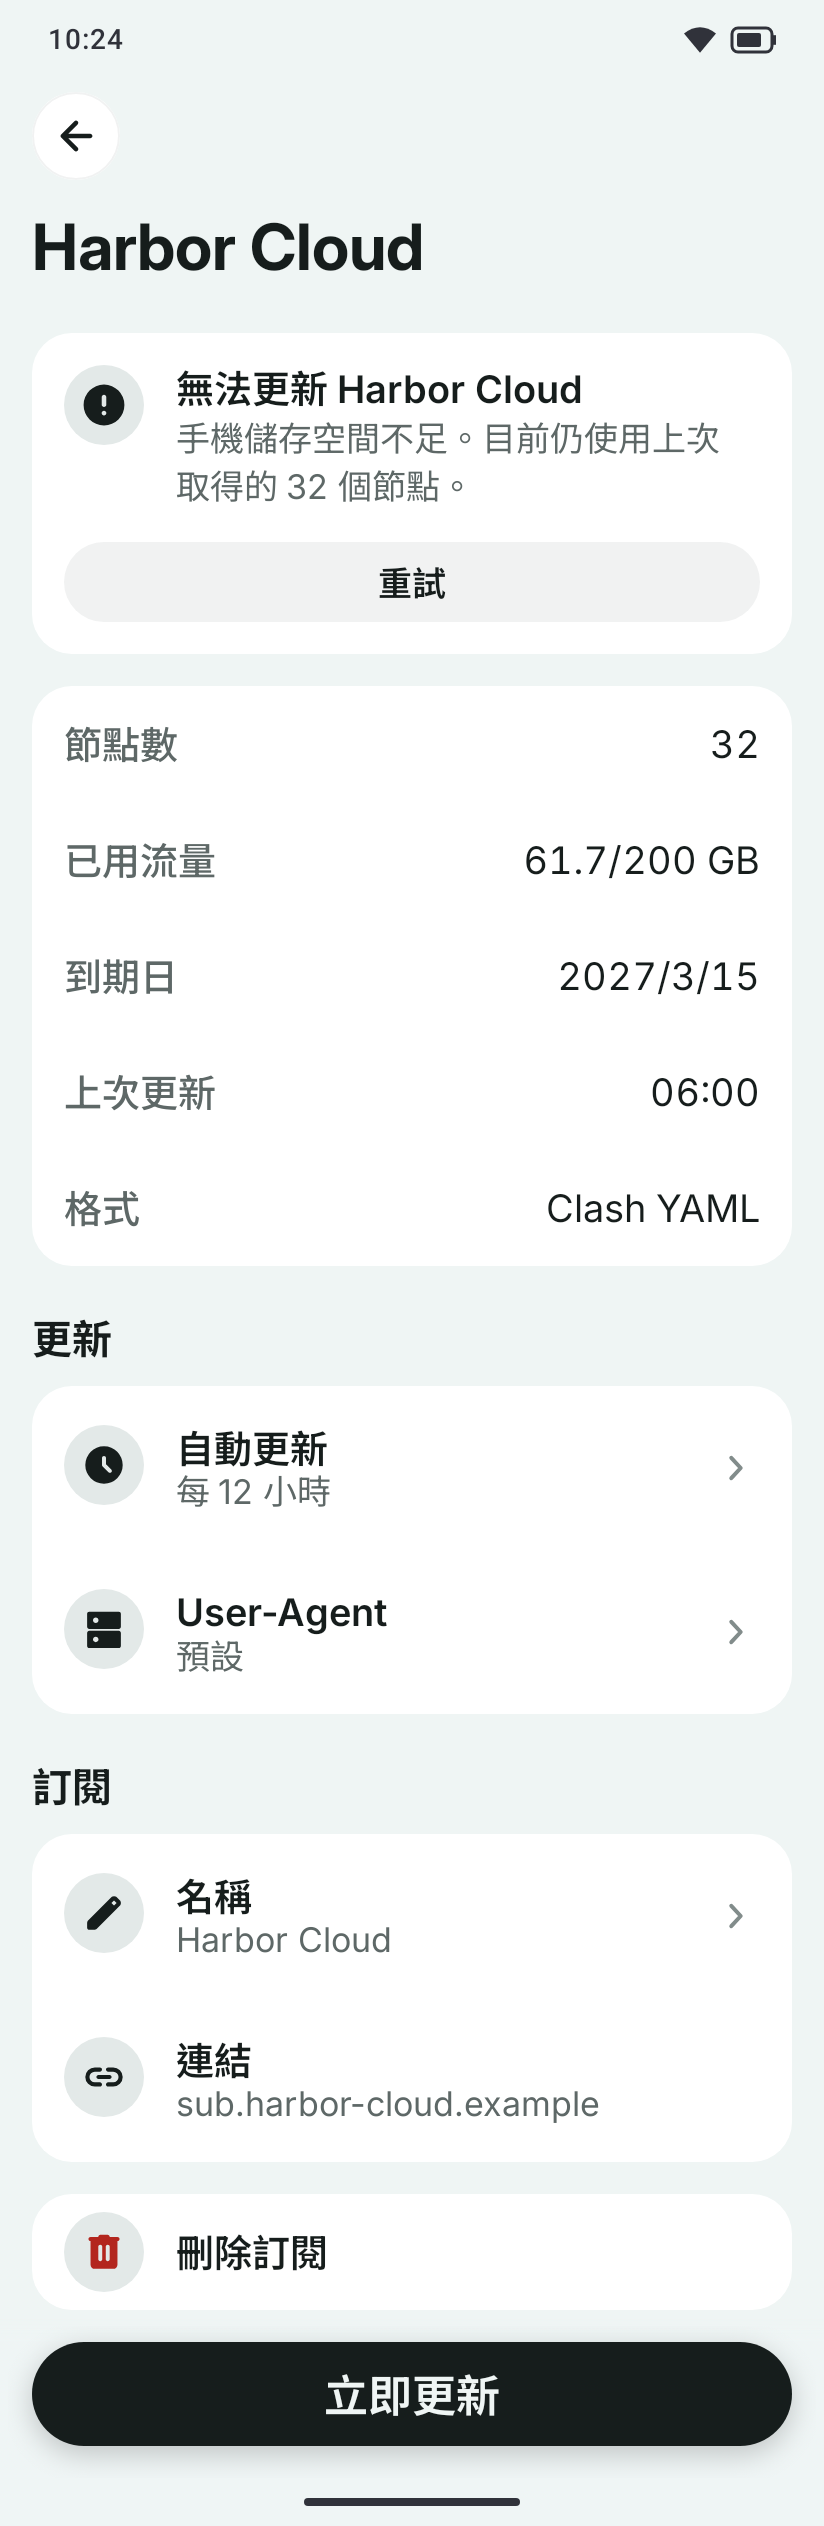 10:24
Harbor Cloud
無法更新 Harbor Cloud
手機儲存空間不足。目前仍使用上次
取得的 32 個節點。
重試
節點數 32
已用流量 61.7/200 GB
到期日 2027/3/15
上次更新 06:00
格式 Clash YAML
更新
自動更新
每 12 小時
User-Agent
預設
訂閱
名稱
Harbor Cloud
連結
sub.harbor-cloud.example
刪除訂閱
立即更新